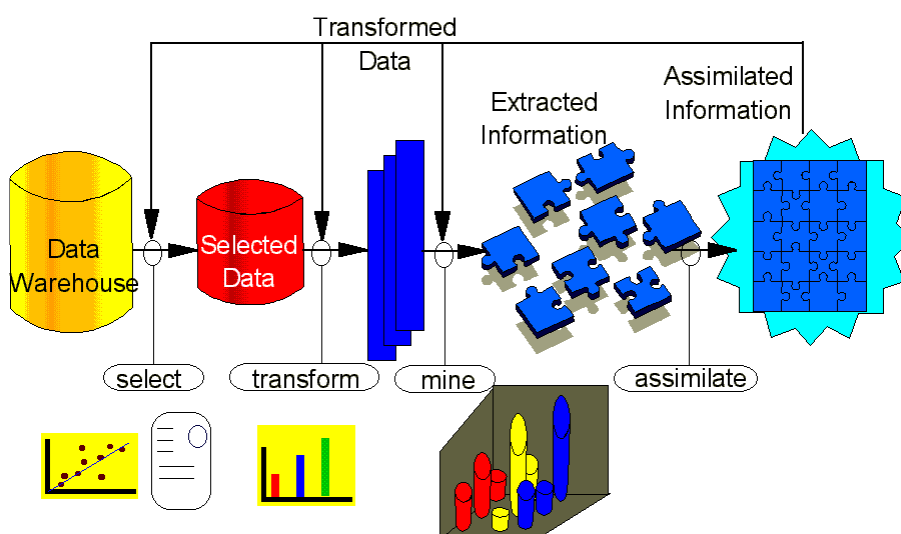 Transformed
Data
Assimilated
Information
Extracted
Information
Data
Warehouse
Selected
Data
select
transform
mine
assimilate